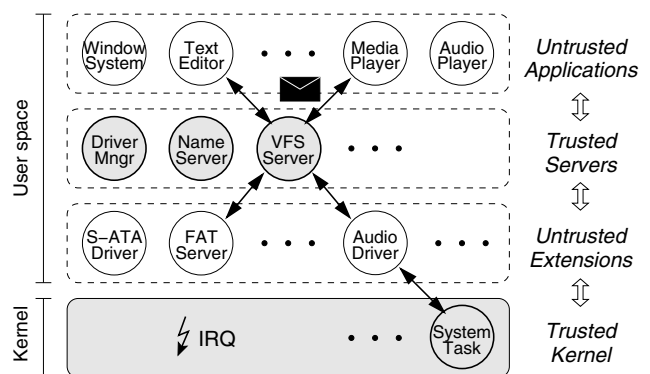 Window
System
Text
Editor
• • •
Media
Player
Audio
Player
Untrusted
Applications
User space
Driver
Mngr
Name
Server
VFS
Server
• • •
Trusted
Servers
S-ATA
Driver
FAT
Server
• • •
Audio
Driver
• • •
Untrusted
Extensions
Kernel
IRQ
• • •
System
Task
Trusted
Kernel